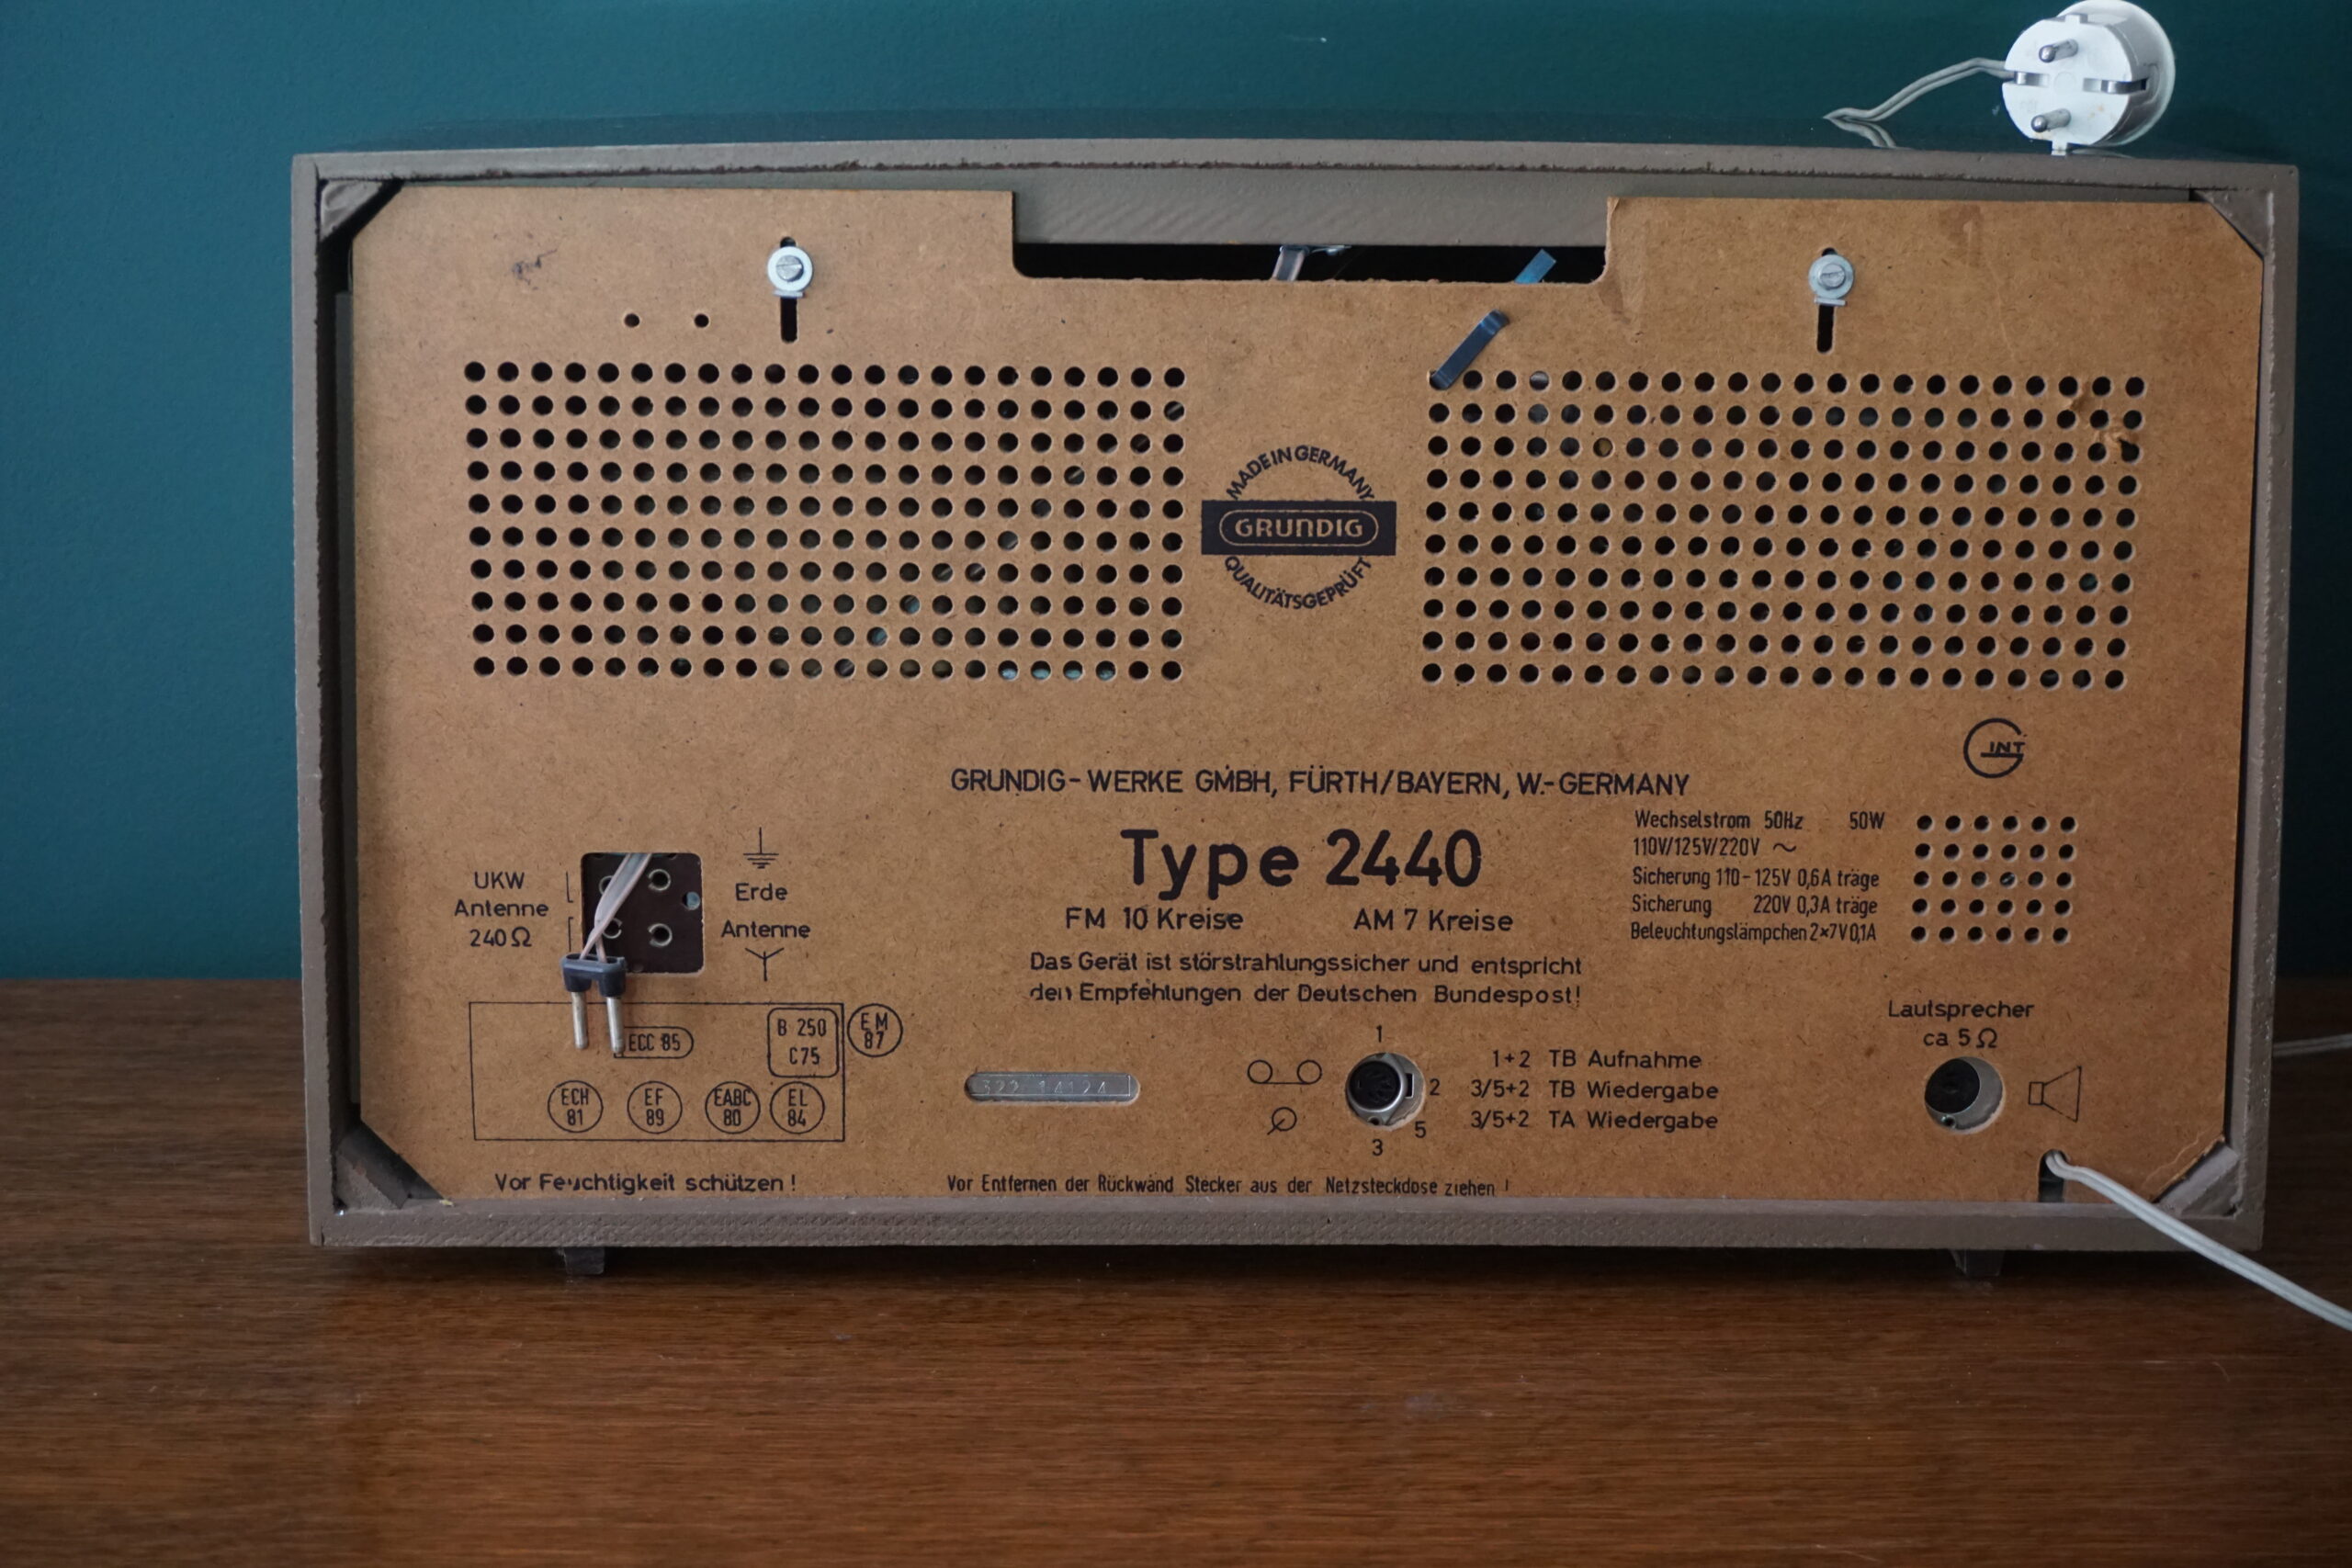 MADE IN GERMANY
GRUNDIG
QUALITÄTSGEPRÜFT
INT
GRUNDIG-WERKE GMBH, FÜRTH/BAYERN, W.-GERMANY
Type 2440
FM 10 Kreise AM 7 Kreise
Das Gerät ist störstrahlungssicher und entspricht
den Empfehlungen der Deutschen Bundespost!
Wechselstrom 50Hz 50W
110V/125V/220V ~
Sicherung 110-125V 0,6A träge
Sicherung 220V 0,3A träge
Beleuchtungslämpchen 2×7V 0,1A
UKW
Antenne
240Ω
Erde
Antenne
ECC 85
B 250
C75
EM
87
ECH
81
EF
89
EABC
80
EL
84
1
2
5
3
1+2 TB Aufnahme
3/5+2 TB Wiedergabe
3/5+2 TA Wiedergabe
Lautsprecher
ca 5Ω
Vor Feuchtigkeit schützen!
Vor Entfernen der Rückwand Stecker aus der Netzsteckdose ziehen!